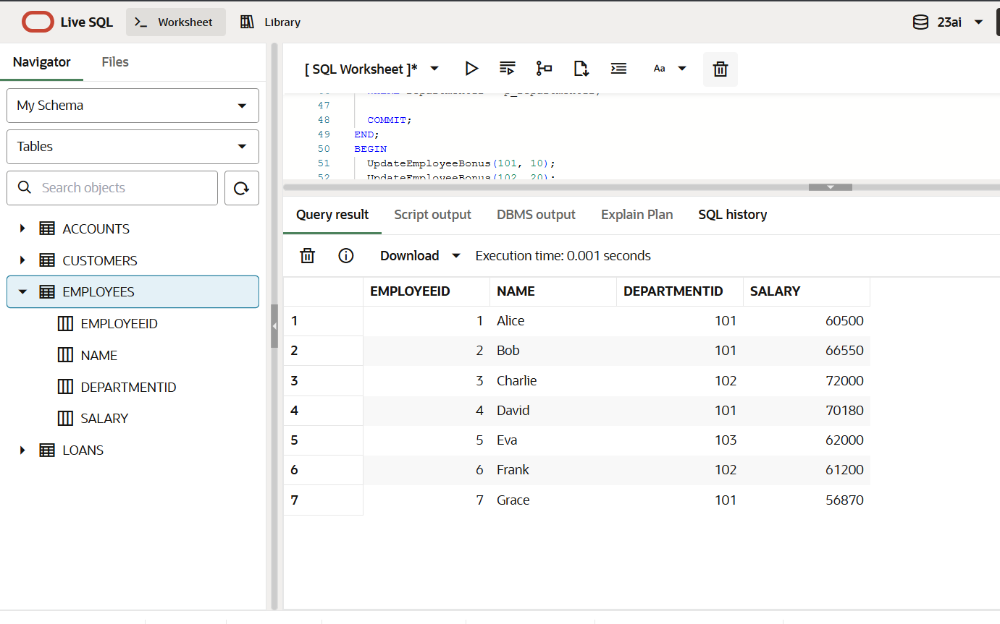 Live SQL
Worksheet
Library
23ai
Navigator
Files
[ SQL Worksheet ]*
Aa
My Schema
Tables
Search objects
ACCOUNTS
CUSTOMERS
EMPLOYEES
EMPLOYEEID
NAME
DEPARTMENTID
SALARY
LOANS
47
48 COMMIT;
49 END;
50 BEGIN
51 UpdateEmployeeBonus(101, 10);
52 UpdateEmployeeBonus(102, 20);
Query result Script output DBMS output Explain Plan SQL history
Download Execution time: 0.001 seconds
EMPLOYEEID NAME DEPARTMENTID SALARY
1 1 Alice 101 60500
2 2 Bob 101 66550
3 3 Charlie 102 72000
4 4 David 101 70180
5 5 Eva 103 62000
6 6 Frank 102 61200
7 7 Grace 101 56870